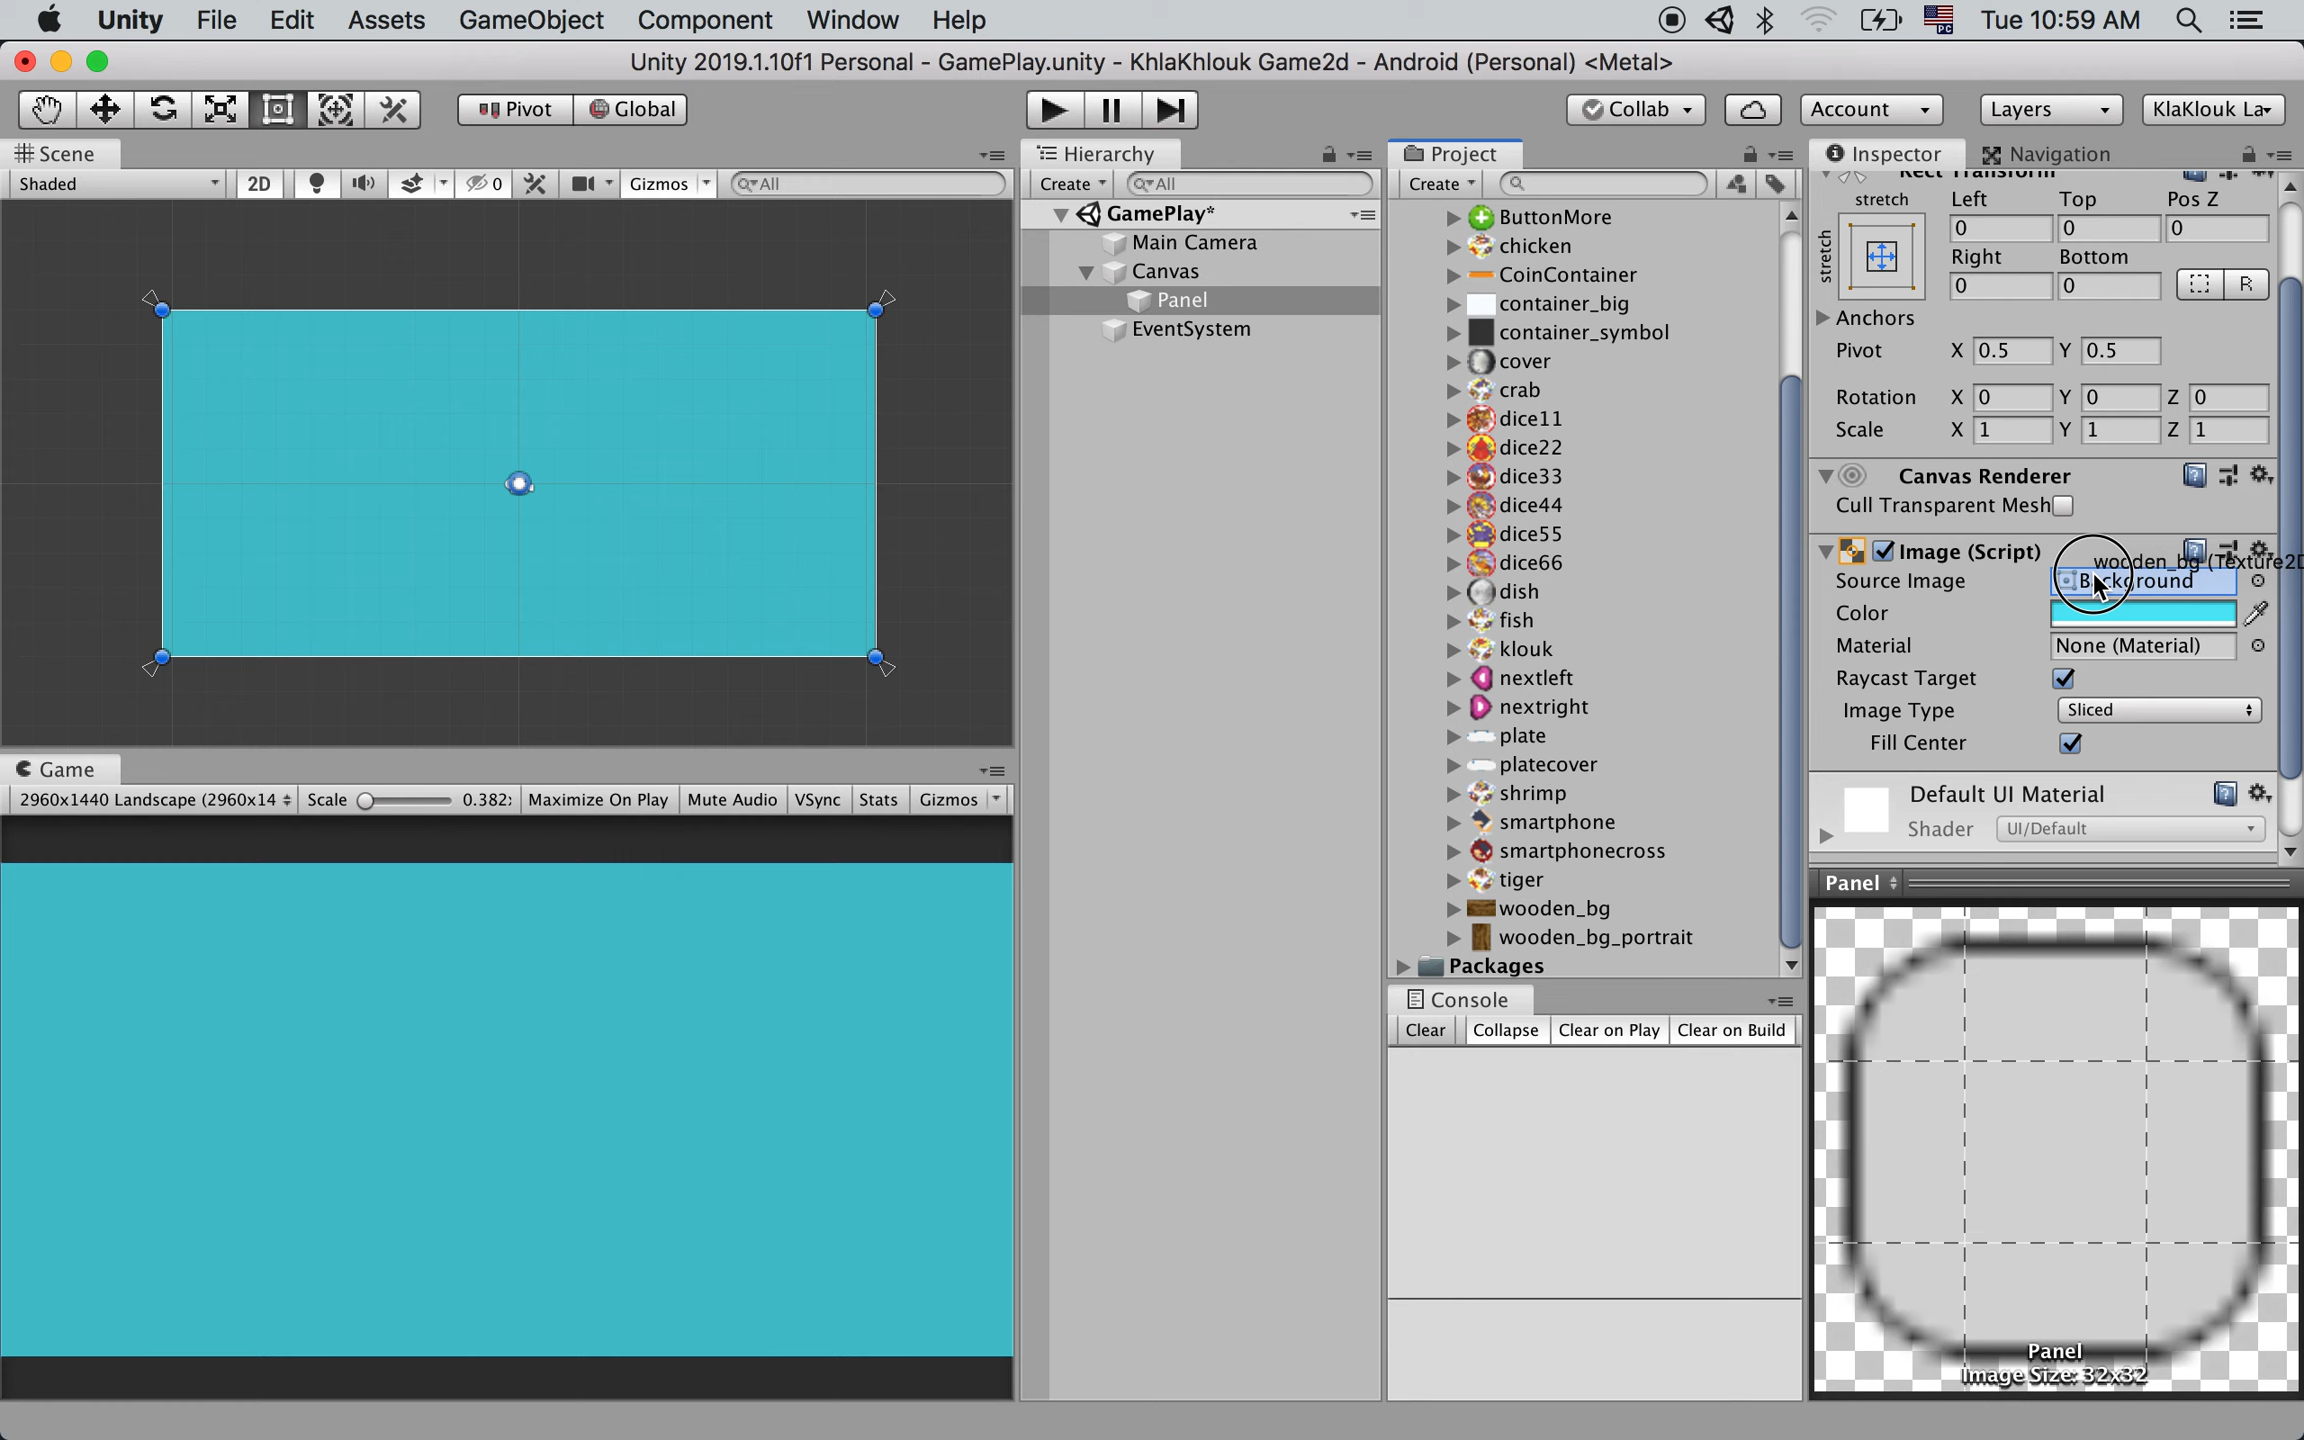 Unity File Edit Assets GameObject Component Window Help Tue 10:59 AM
Unity 2019.1.10f1 Personal - GamePlay.unity - KhlaKhlouk Game2d - Android (Personal) <Metal>
Pivot Global Collab Account Layers KlaKlouk La
Scene
Shaded 2D 0 Gizmos All
Game
2960x1440 Landscape (2960x14 Scale 0.382: Maximize On Play Mute Audio VSync Stats Gizmos
Hierarchy
Create All
GamePlay*
Main Camera
Canvas
Panel
EventSystem
Project
Create
ButtonMore
chicken
CoinContainer
container_big
container_symbol
cover
crab
dice11
dice22
dice33
dice44
dice55
dice66
dish
fish
klouk
nextleft
nextright
plate
platecover
shrimp
smartphone
smartphonecross
tiger
wooden_bg
wooden_bg_portrait
Packages
Console
Clear Collapse Clear on Play Clear on Build
Inspector Navigation
Rect Transform
stretch Left Top Pos Z
stretch
0 0 0
Right Bottom
0 0 R
Anchors
Pivot X 0.5 Y 0.5
Rotation X 0 Y 0 Z 0
Scale X 1 Y 1 Z 1
Canvas Renderer
Cull Transparent Mesh
Image (Script)
wooden_bg (Texture2D
Source Image Background
Color
Material None (Material)
Raycast Target
Image Type Sliced
Fill Center
Default UI Material
Shader UI/Default
Panel
Panel
Image Size: 32x32